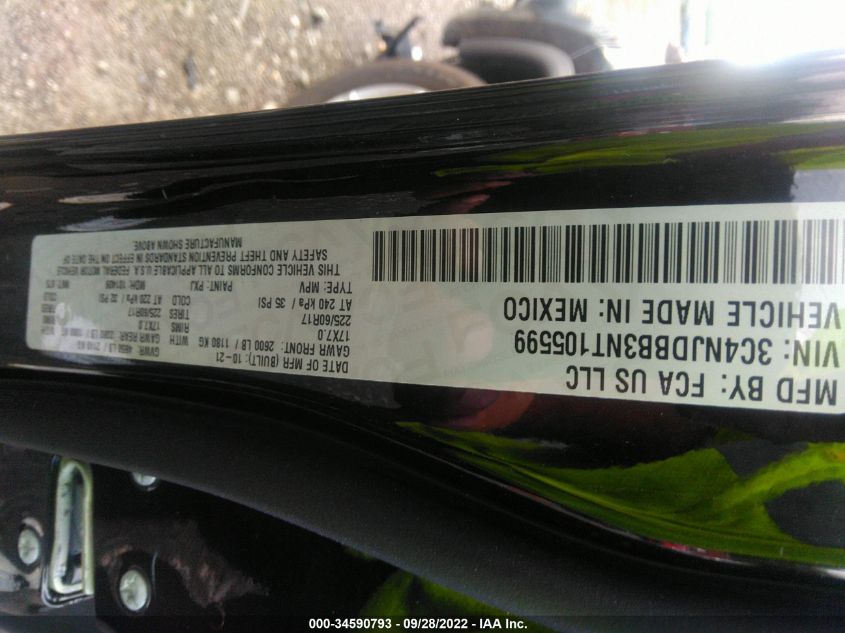 MFD BY: FCA US LLC
DATE OF MFR (BUILT): 10-21
GAWR FRONT: 2600 LB 1180 KG
WITH
17X7.0
RIMS
17X7.0
225/60R17
TIRES
225/60R17
AT 240 kPa / 35 PSI
COLD
AT 220 kPa / 32 PSI
COLD
VIN: 3C4NJDBB3NT105599
TYPE: MPV
PAINT: PXJ
VEHICLE MADE IN: MEXICO
THIS VEHICLE CONFORMS TO ALL APPLICABLE U.S.A. FEDERAL MOTOR VEHICLE
SAFETY AND THEFT PREVENTION STANDARDS IN EFFECT ON THE DATE OF
MANUFACTURE SHOWN ABOVE
000-34590793 - 09/28/2022 - IAA Inc.